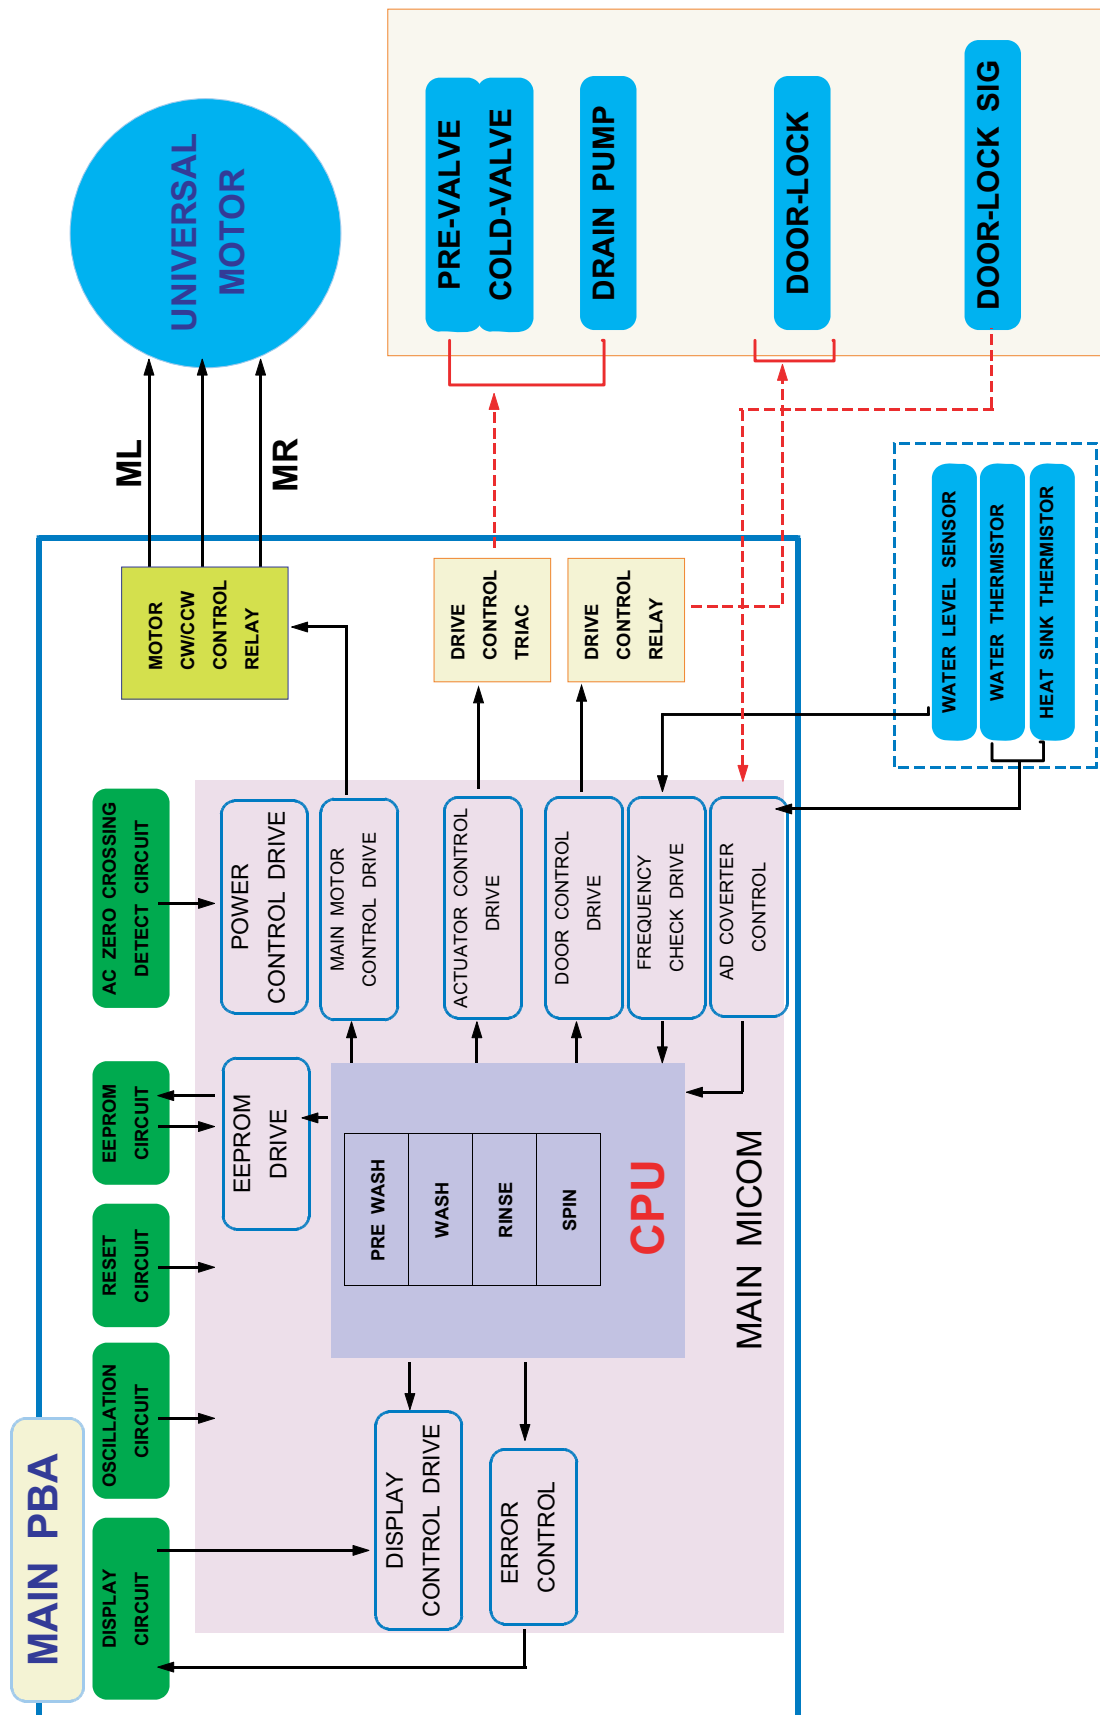 MAIN PBA
DISPLAY
CIRCUIT
OSCILLATION
CIRCUIT
RESET
CIRCUIT
EEPROM
CIRCUIT
AC ZERO CROSSING
DETECT CIRCUIT
POWER
CONTROL DRIVE
EEPROM
DRIVE
MAIN MOTOR
CONTROL DRIVE
ACTUATOR CONTROL
DRIVE
DOOR CONTROL
DRIVE
FREQUENCY
CHECK DRIVE
AD COVERTER
CONTROL
DISPLAY
CONTROL DRIVE
ERROR
CONTROL
PRE WASH
WASH
RINSE
SPIN
CPU
MAIN MICOM
MOTOR
CW/CCW
CONTROL
RELAY
DRIVE
CONTROL
TRIAC
DRIVE
CONTROL
RELAY
ML
MR
UNIVERSAL
MOTOR
PRE-VALVE
COLD-VALVE
DRAIN PUMP
DOOR-LOCK
DOOR-LOCK SIG
WATER LEVEL SENSOR
WATER THERMISTOR
HEAT SINK THERMISTOR